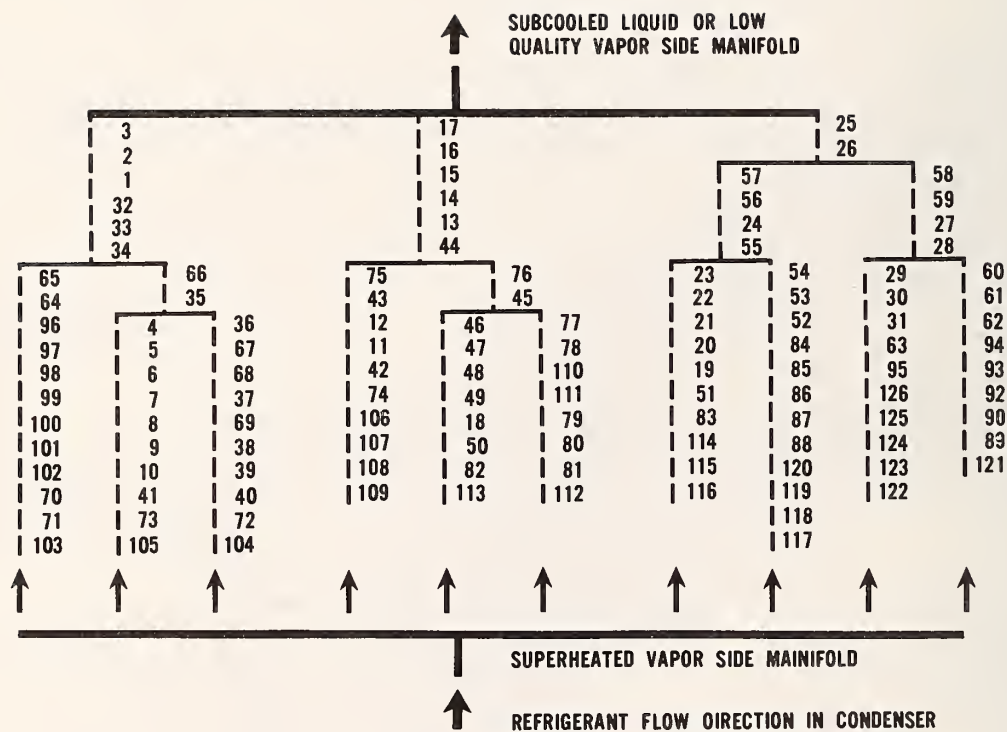 SUBCOOLED LIQUID OR LOW
QUALITY VAPOR SIDE MANIFOLD
3 17 25
2 16 26
1 15 57 58
32 14 56 59
33 13 24 27
34 44 55 28
65 66 75 76 23 54 29 60
64 35 43 45 22 53 30 61
96 4 36 12 46 77 21 52 31 62
97 5 67 11 47 78 20 84 63 94
98 6 68 42 48 110 19 85 95 93
99 7 37 74 49 111 51 86 126 92
100 8 69 106 18 79 83 87 125 90
101 9 38 107 50 80 114 88 124 89
102 10 39 108 82 81 115 120 123 121
70 41 40 109 113 112 116 119 122
71 73 72 118
103 105 104 117
SUPERHEATED VAPOR SIDE MAINIFOLD
REFRIGERANT FLOW OIRECTION IN CONDENSER